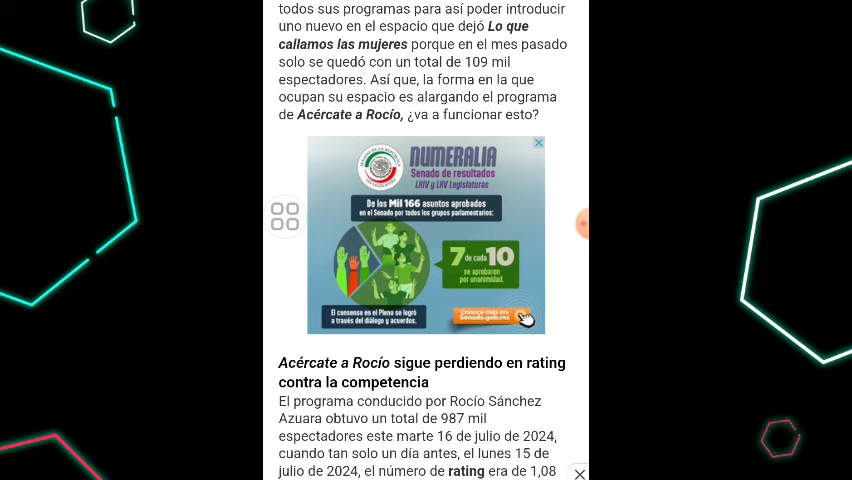 todos sus programas para así poder introducir
uno nuevo en el espacio que dejó Lo que
callamos las mujeres porque en el mes pasado
solo se quedó con un total de 109 mil
espectadores. Así que, la forma en la que
ocupan su espacio es alargando el programa
de Acércate a Rocío, ¿va a funcionar esto?
SENADO DE LA REPÚBLICA
NUMERALIA
Senado de resultados
LXIV y LXV Legislaturas
De los Mil 166 asuntos aprobados
en el Senado por todos los grupos parlamentarios:
7 de cada 10
se aprobaron
por unanimidad.
El consenso en el Pleno se logró
a través del diálogo y acuerdos.
Conoce más en:
Senado.gob.mx
Acércate a Rocío sigue perdiendo en rating
contra la competencia
El programa conducido por Rocío Sánchez
Azuara obtuvo un total de 987 mil
espectadores este marte 16 de julio de 2024,
cuando tan solo un día antes, el lunes 15 de
julio de 2024, el número de rating era de 1,08